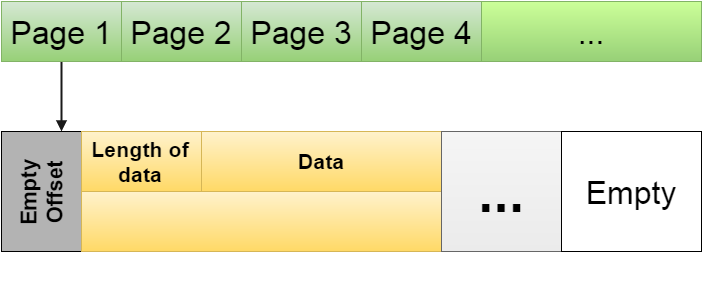 Page 1
Page 2
Page 3
Page 4
...
Empty
Offset
Length of
data
Data
...
Empty